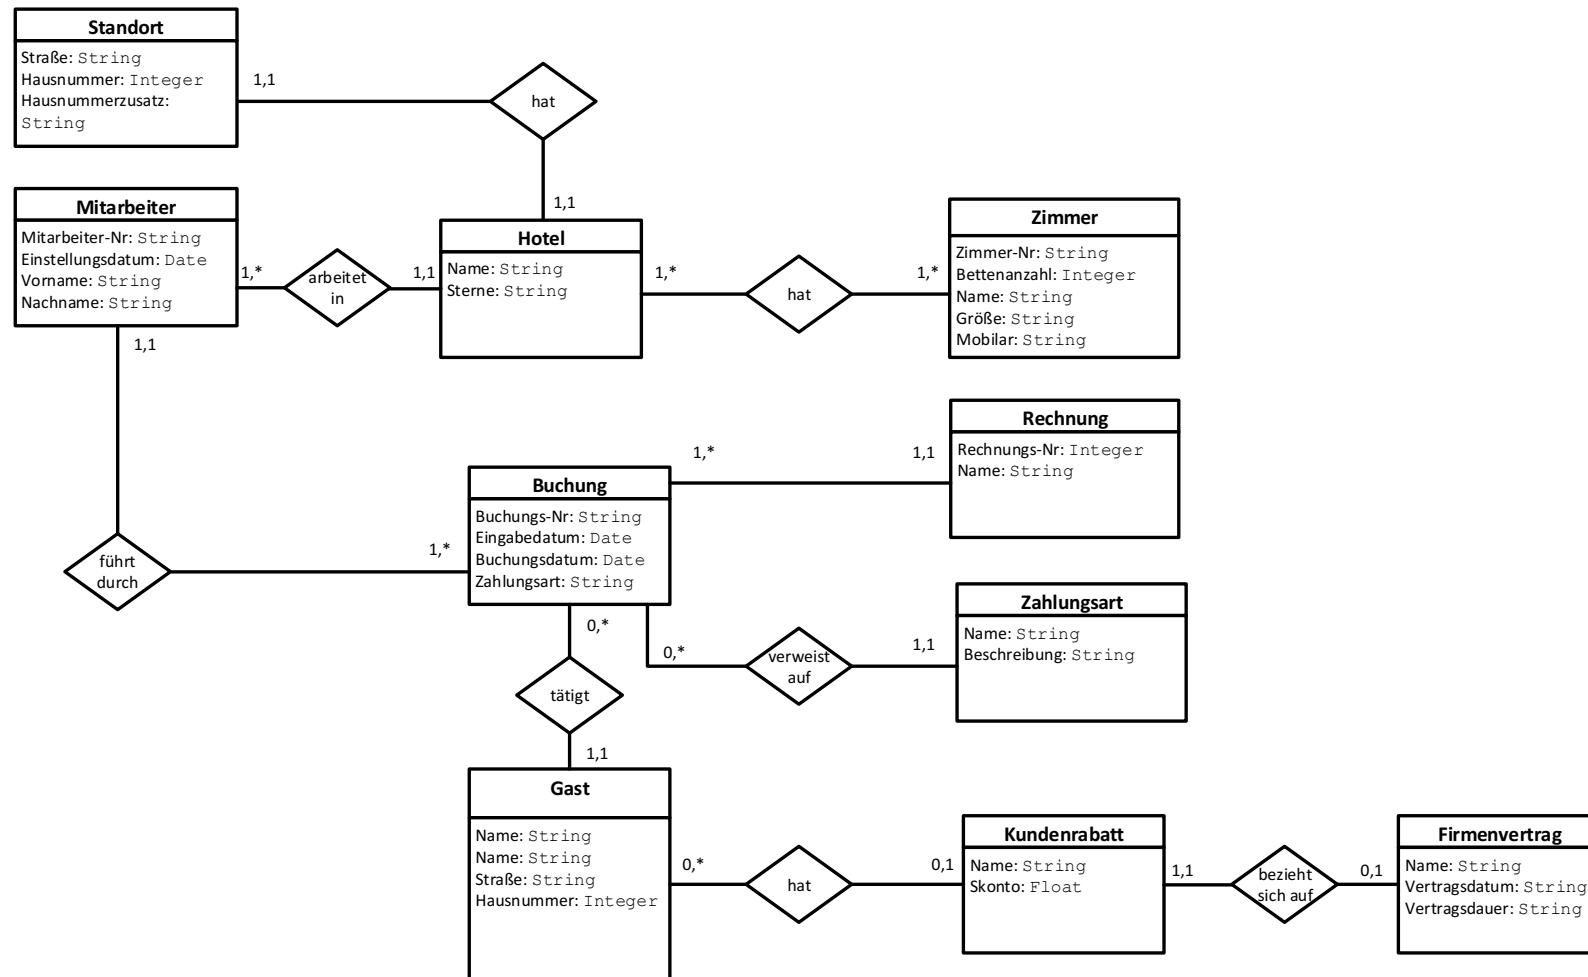 Standort
Straße: String
Hausnummer: Integer
Hausnummerzusatz:
String
1,1
hat
1,1
Mitarbeiter
Mitarbeiter-Nr: String
Einstellungsdatum: Date
Vorname: String
Nachname: String
1,*
arbeitet
in
1,1
Hotel
Name: String
Sterne: String
1,*
hat
1,*
Zimmer
Zimmer-Nr: String
Bettenanzahl: Integer
Name: String
Größe: String
Mobilar: String
1,1
führt
durch
1,*
Buchung
Buchungs-Nr: String
Eingabedatum: Date
Buchungsdatum: Date
Zahlungsart: String
1,*
1,1
Rechnung
Rechnungs-Nr: Integer
Name: String
0,*
verweist
auf
1,1
Zahlungsart
Name: String
Beschreibung: String
0,*
tätigt
1,1
Gast
Name: String
Name: String
Straße: String
Hausnummer: Integer
0,*
hat
0,1
Kundenrabatt
Name: String
Skonto: Float
1,1
bezieht
sich auf
0,1
Firmenvertrag
Name: String
Vertragsdatum: String
Vertragsdauer: String